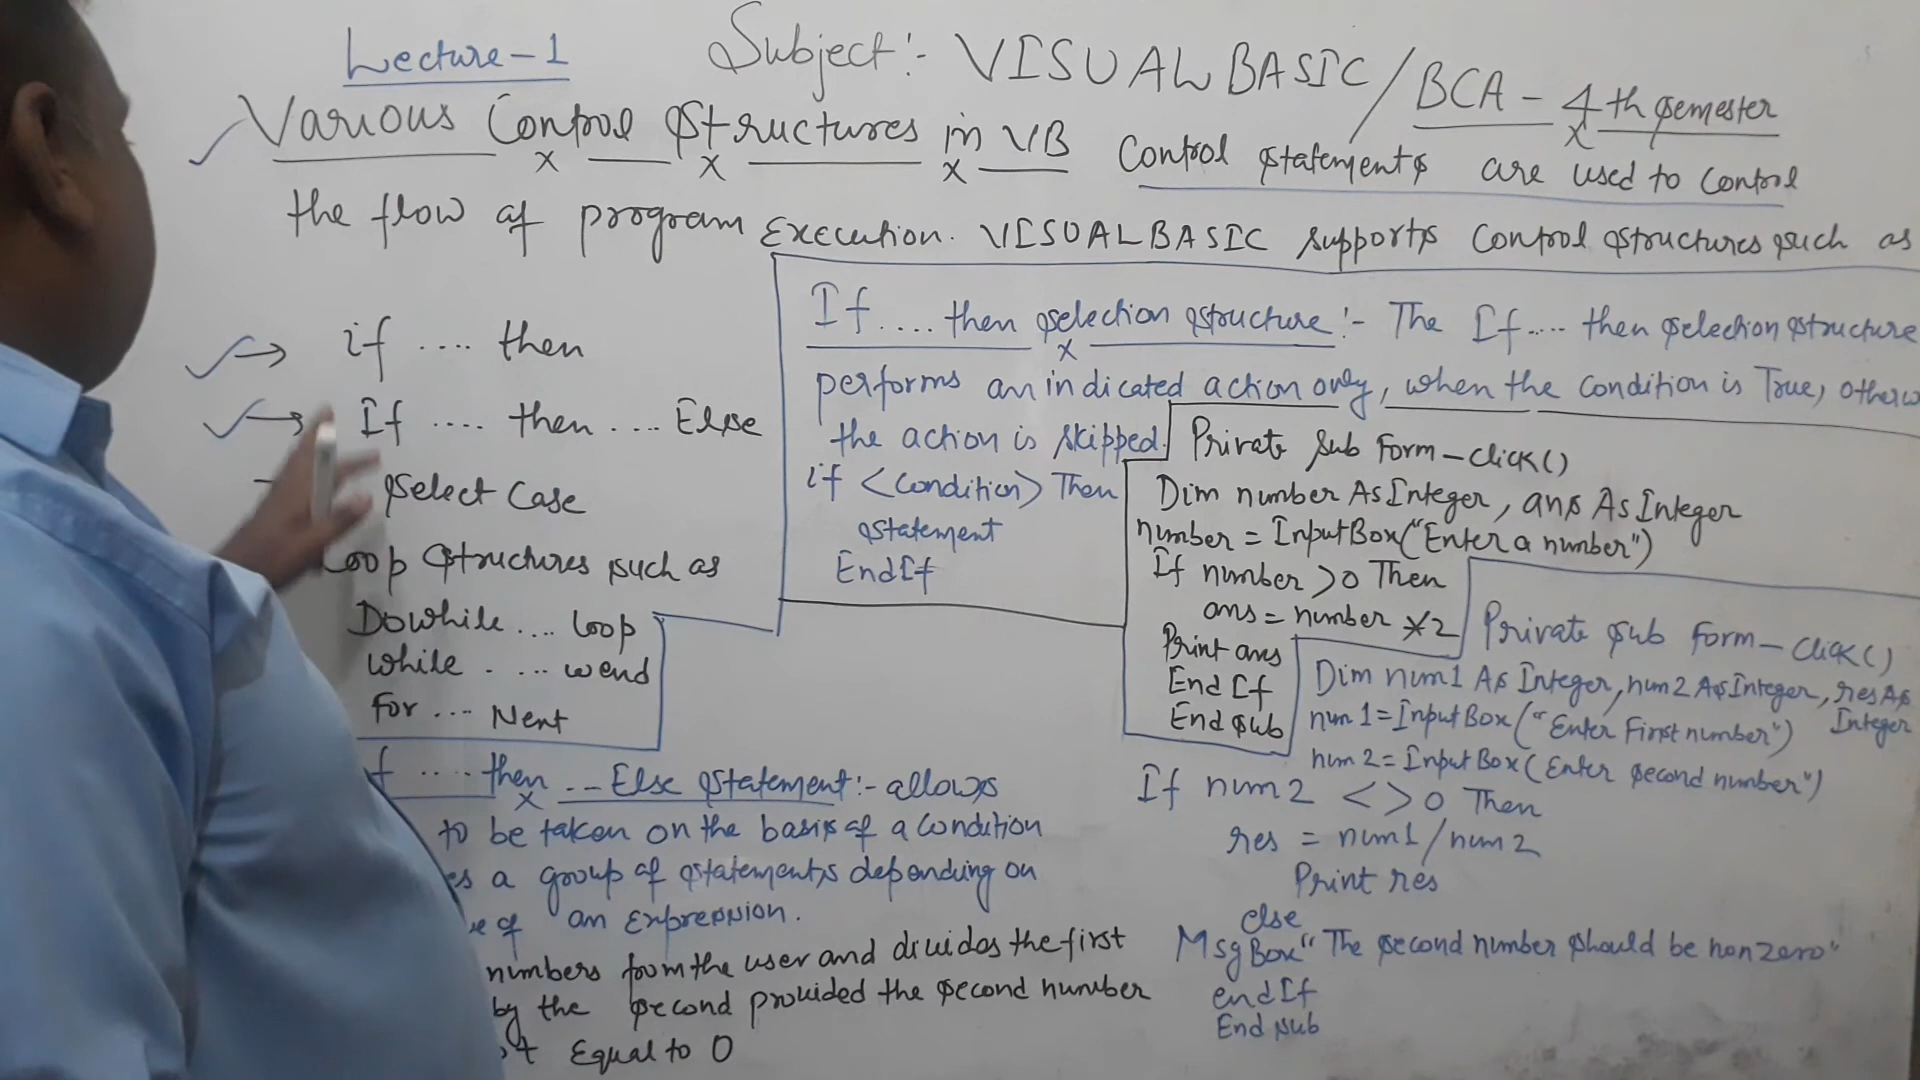 Lecture-1
Subject:- VISUALBASIC/BCA-4th semester
Various Control Structures in VB Control statements are used to control
the flow of program Execution. VISUALBASIC supports control structures such as
if .... then
If .... then .... Else
select Case
Loop structures such as
Dowhile .... loop
while . ... wend
For ... Next
If .... then selection structure:- The If .... then selection structure
performs an indicated action only, when the condition is True,
the action is skipped.
if <condition> Then
statement
EndIf
Private Sub Form-click()
Dim number As Integer, ans As Integer
number = InputBox("Enter a number")
If number >0 Then
ans = number *2
Print ans
End If
End sub
.... then ... Else statement:- allows
to be taken on the basis of a condition
a group of statements depending on
of an Expression.
numbers from the user and divides the first
by the second provided the second number
Equal to 0
Private Sub Form-click()
Dim num1 As Integer, num2 As Integer, res As
Integer
num1 = InputBox("Enter First number")
num2 = InputBox(Enter second number")
If num2 <>0 Then
res = num1/num2
Print res
else
MsgBox "The second number should be non zero"
endIf
End sub